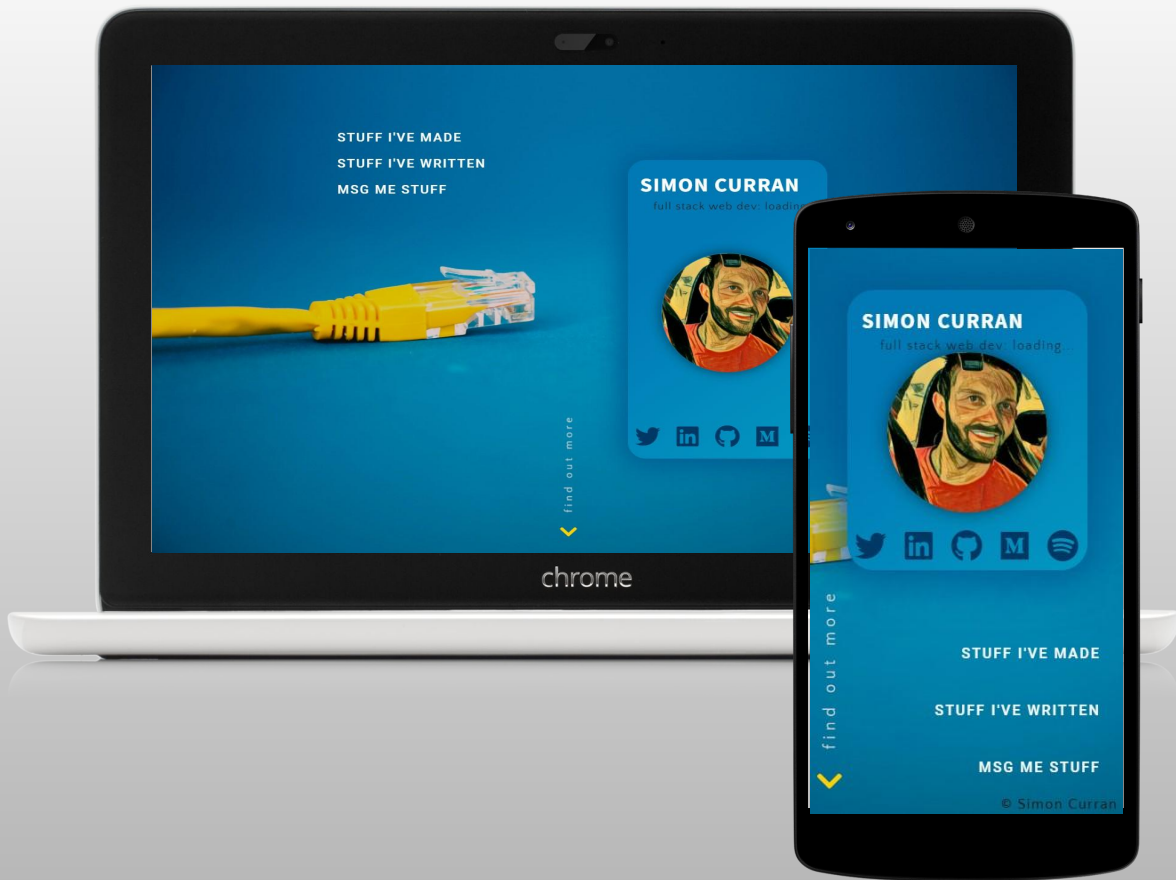 STUFF I'VE MADE
STUFF I'VE WRITTEN
MSG ME STUFF
SIMON CURRAN
full stack web dev: loading
find out more
chrome
SIMON CURRAN
full stack web dev: loading...
find out more
STUFF I'VE MADE
STUFF I'VE WRITTEN
MSG ME STUFF
© Simon Curran